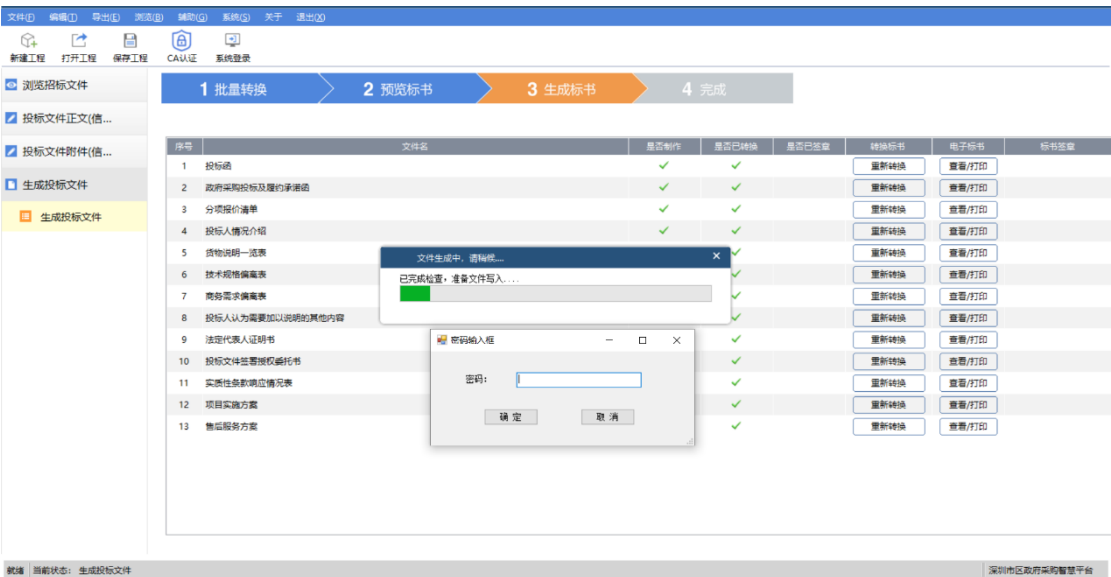 文件(F) 编辑(T) 导出(E) 浏览(B) 辅助(G) 系统(S) 关于 退出(X)
新建工程 打开工程 保存工程 CA认证 系统登录
浏览招标文件
投标文件正文(信...
投标文件附件(信...
生成投标文件
生成投标文件
1 批量转换 2 预览标书 3 生成标书 4 完成
序号 文件名 是否制作 是否已转换 是否已签章 转换标书 电子标书 标书签章
1 投标函 重新转换 查看/打印
2 政府采购投标及履约承诺函 重新转换 查看/打印
3 分项报价清单 重新转换 查看/打印
4 投标人情况介绍 重新转换 查看/打印
5 货物说明一览表 重新转换 查看/打印
6 技术规格偏离表 重新转换 查看/打印
7 商务需求偏离表 重新转换 查看/打印
8 投标人认为需要加以说明的其他内容 重新转换 查看/打印
9 法定代表人证明书 重新转换 查看/打印
10 投标文件签署授权委托书 重新转换 查看/打印
11 实质性条款响应情况表 重新转换 查看/打印
12 项目实施方案 重新转换 查看/打印
13 售后服务方案 重新转换 查看/打印
文件生成中, 请稍候....
已完成检查, 准备文件写入....
密码输入框
密码:
确 定 取 消
就绪 当前状态: 生成投标文件 深圳市区政府采购智慧平台